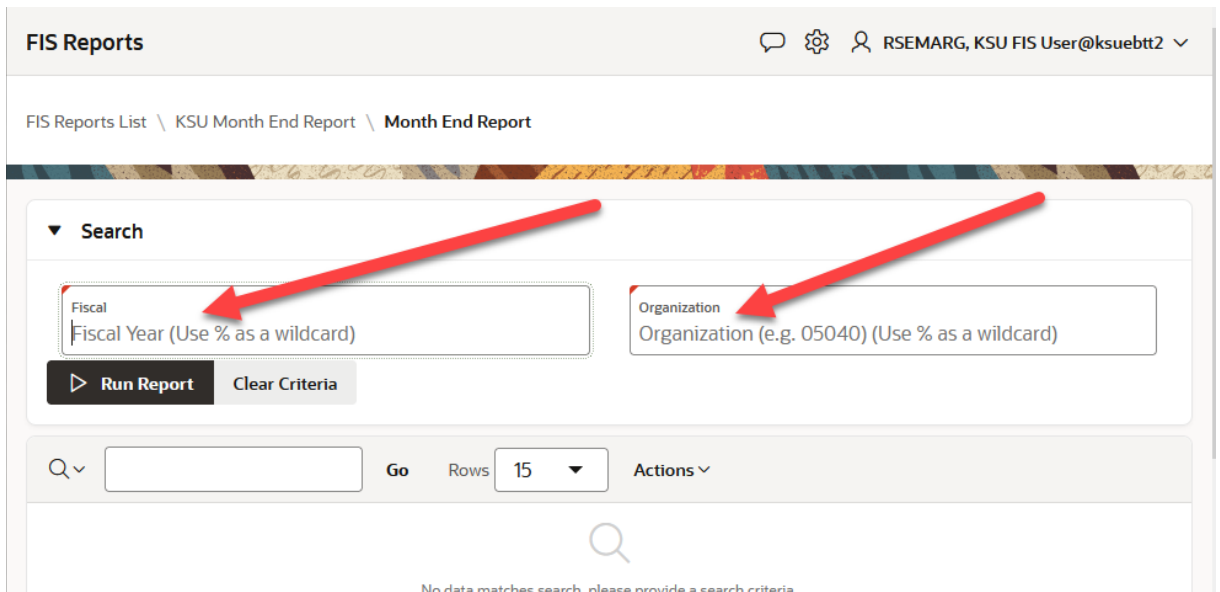 FIS Reports
RSEMARG, KSU FIS User@ksuebtt2
FIS Reports List \ KSU Month End Report \ Month End Report
Search
Fiscal
Fiscal Year (Use % as a wildcard)
Organization
Organization (e.g. 05040) (Use % as a wildcard)
Run Report Clear Criteria
Go Rows 15 Actions
No data matches search, please provide a search criteria